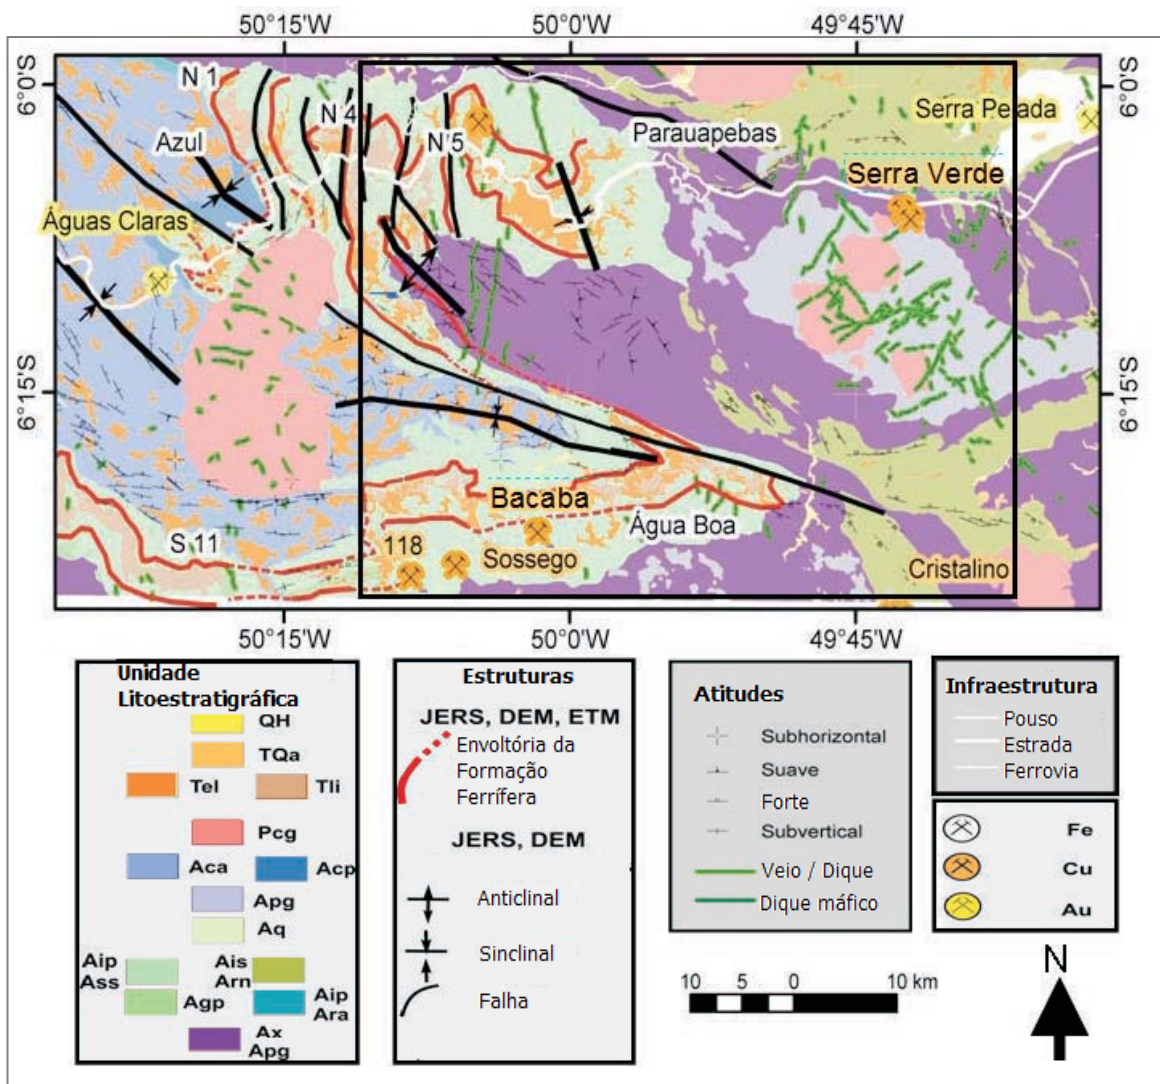 50°15'W 50°0'W 49°45'W
6°0'S
6°0'S
N 1
N 4
N 5
Azul
Parauapebas
Serra Pelada
Serra Verde
Águas Claras
6°15'S
6°15'S
Bacaba
Água Boa
S 11
118
Sossego
Cristalino
50°15'W 50°0'W 49°45'W
Unidade
Litoestratigráfica
QH
TQa
Tel Tli
Pcg
Aca Acp
Apg
Aq
Aip Ais
Ass Arn
Agp Aip
Ara
Ax
Apg
Estruturas
JERS, DEM, ETM
Envoltória da
Formação
Ferrífera
JERS, DEM
Anticlinal
Sinclinal
Falha
Atitudes
Subhorizontal
Suave
Forte
Subvertical
Veio / Dique
Dique máfico
10 5 0 10 km
Infraestrutura
Pouso
Estrada
Ferrovia
Fe
Cu
Au
N